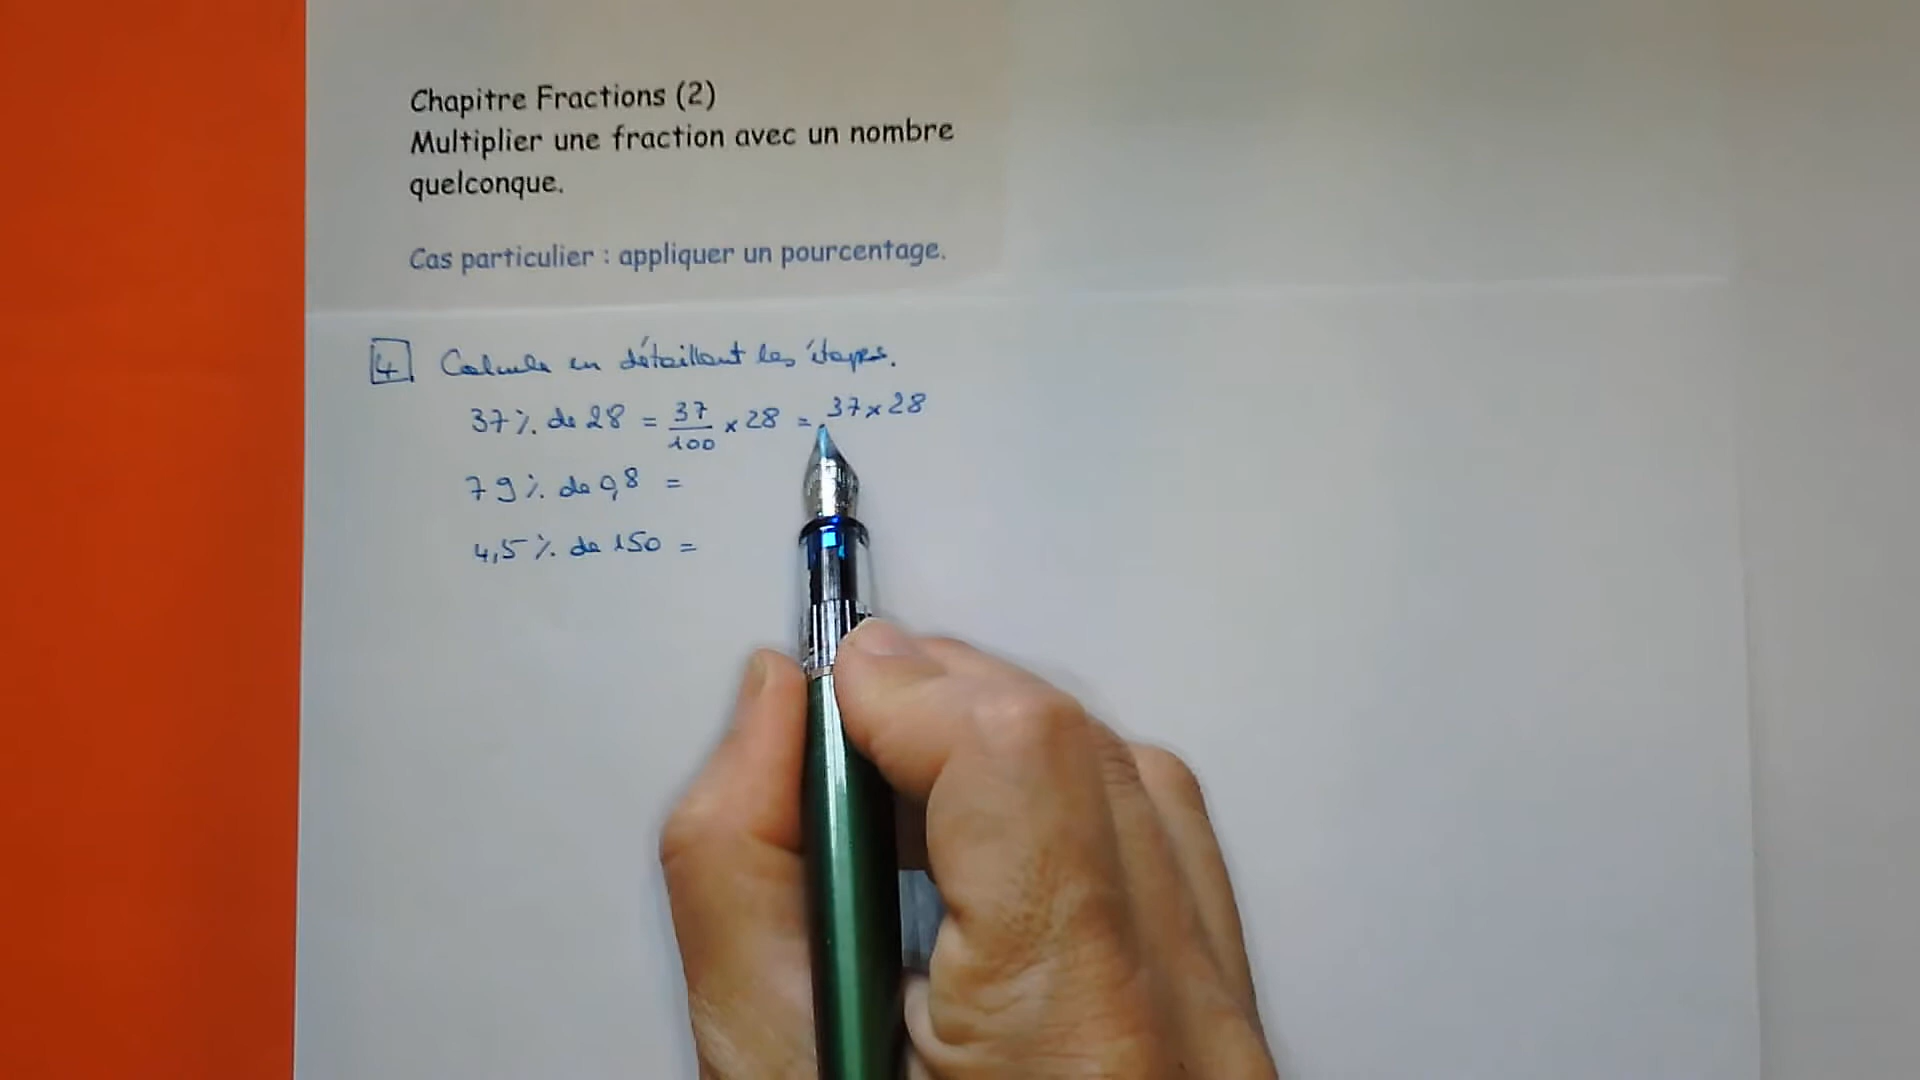 Chapitre Fractions (2)
Multiplier une fraction avec un nombre
quelconque.
Cas particulier : appliquer un pourcentage.
4 Calcule en détaillant les étapes.
37 % de 28 = 37/100 × 28 = 37 × 28
79 % de 0,8 =
4,5 % de 150 =